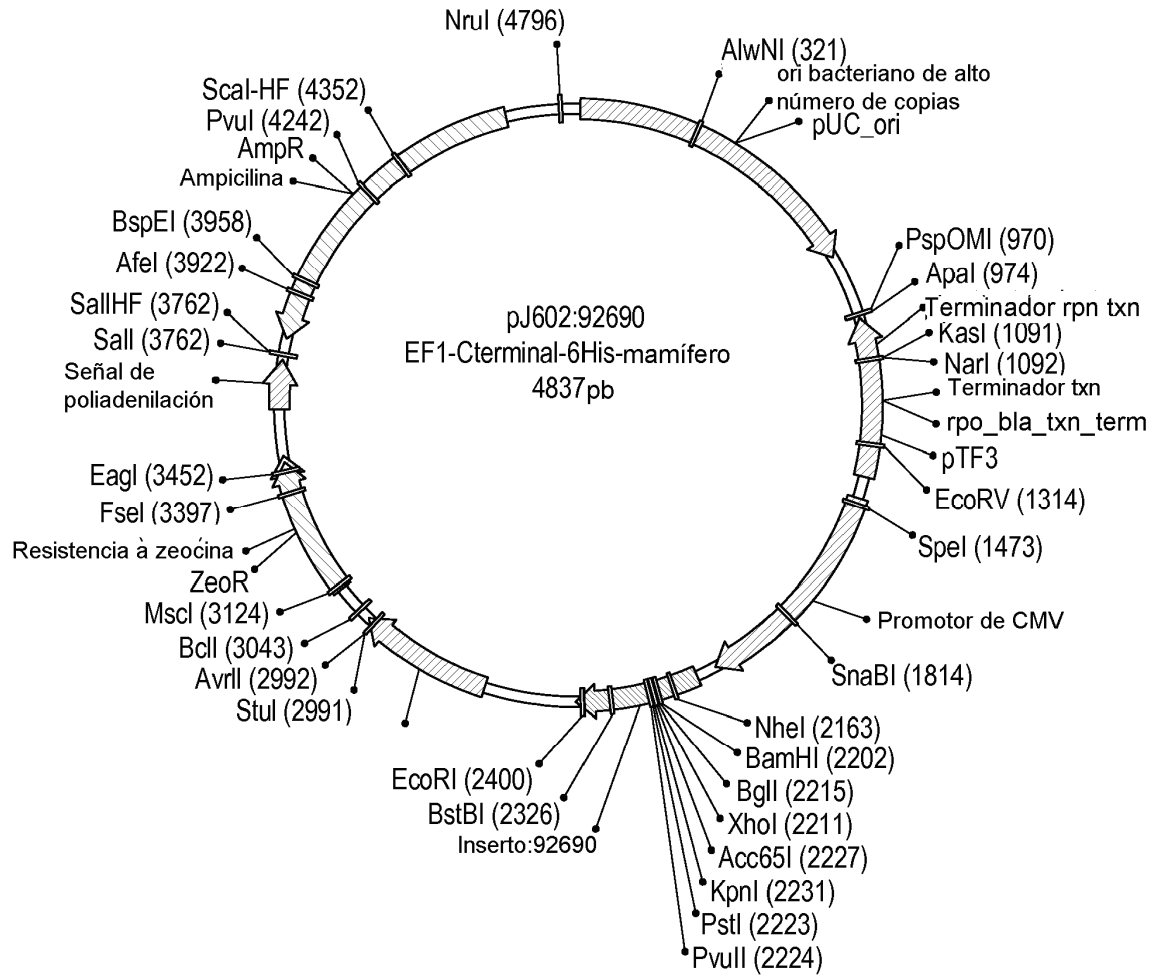 NruI (4796)
AlwNI (321)
ori bacteriano de alto
número de copias
pUC_ori
PspOMI (970)
ApaI (974)
Terminador rpn txn
KasI (1091)
NarI (1092)
Terminador txn
rpo_bla_txn_term
pTF3
EcoRV (1314)
SpeI (1473)
Promotor de CMV
SnaBI (1814)
NheI (2163)
BamHI (2202)
BglI (2215)
XhoI (2211)
Acc65I (2227)
KpnI (2231)
PstI (2223)
PvuII (2224)
Inserto:92690
BstBI (2326)
EcoRI (2400)
StuI (2991)
AvrII (2992)
BclI (3043)
MscI (3124)
ZeoR
Resistencia à zeocina
FseI (3397)
EagI (3452)
Señal de
poliadenilación
SalI (3762)
SalIHF (3762)
AfeI (3922)
BspEI (3958)
Ampicilina
AmpR
PvuI (4242)
ScaI-HF (4352)
pJ602:92690
EF1-Cterminal-6His-mamífero
4837pb